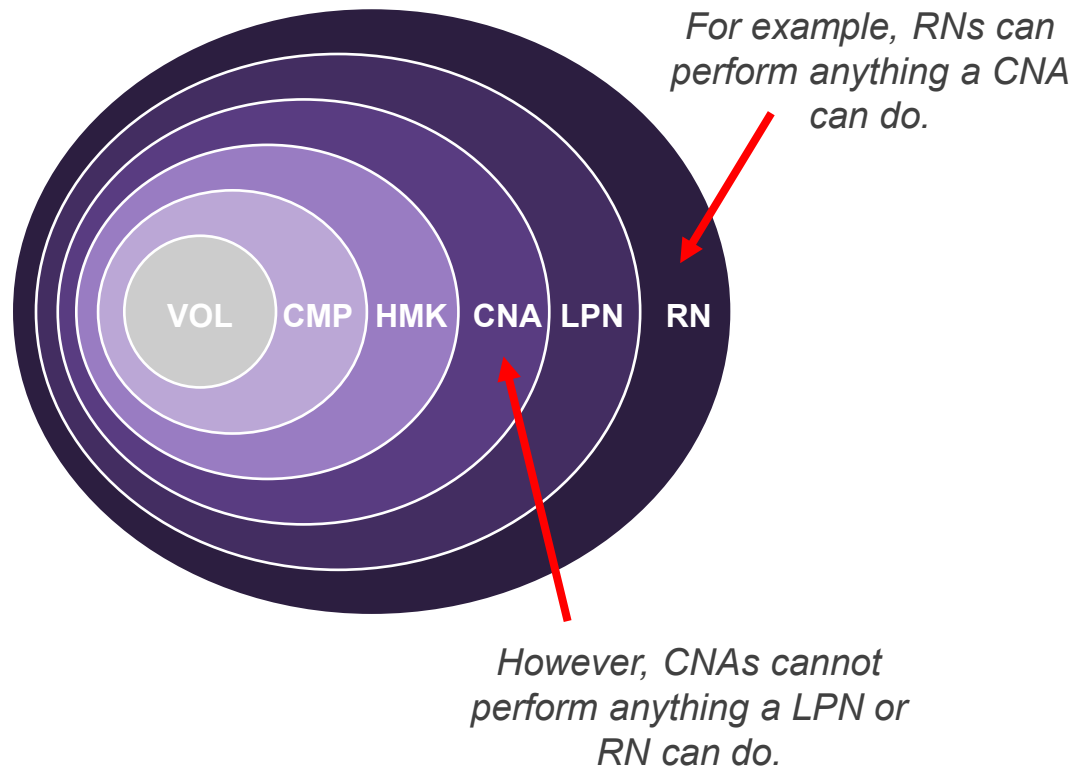 For example, RNs can
perform anything a CNA
can do.
VOL CMP HMK CNA LPN RN
However, CNAs cannot
perform anything a LPN or
RN can do.